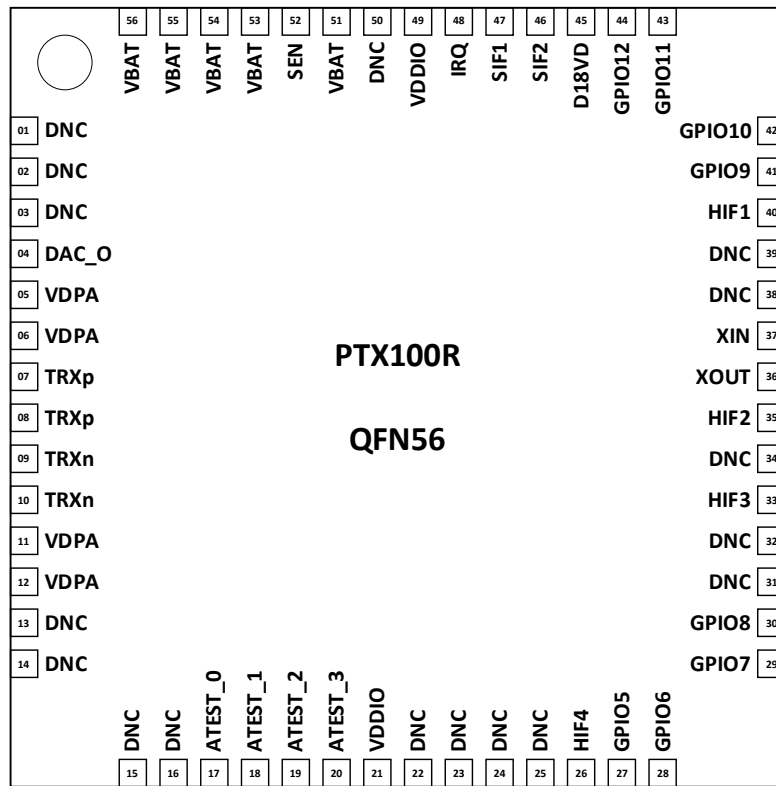 56 55 54 53 52 51 50 49 48 47 46 45 44 43
VBAT VBAT VBAT VBAT SEN VBAT DNC VDDIO IRQ SIF1 SIF2 D18VD GPIO12 GPIO11
01 DNC
GPIO10 42
02 DNC
GPIO9 41
03 DNC
HIF1 40
04 DAC_O
DNC 39
05 VDPA
DNC 38
06 VDPA
XIN 37
PTX100R
07 TRXp
XOUT 36
08 TRXp
HIF2 35
QFN56
09 TRXn
DNC 34
10 TRXn
HIF3 33
11 VDPA
DNC 32
12 VDPA
DNC 31
13 DNC
GPIO8 30
14 DNC
GPIO7 29
DNC DNC ATEST_0 ATEST_1 ATEST_2 ATEST_3 VDDIO DNC DNC DNC DNC HIF4 GPIO5 GPIO6
15 16 17 18 19 20 21 22 23 24 25 26 27 28